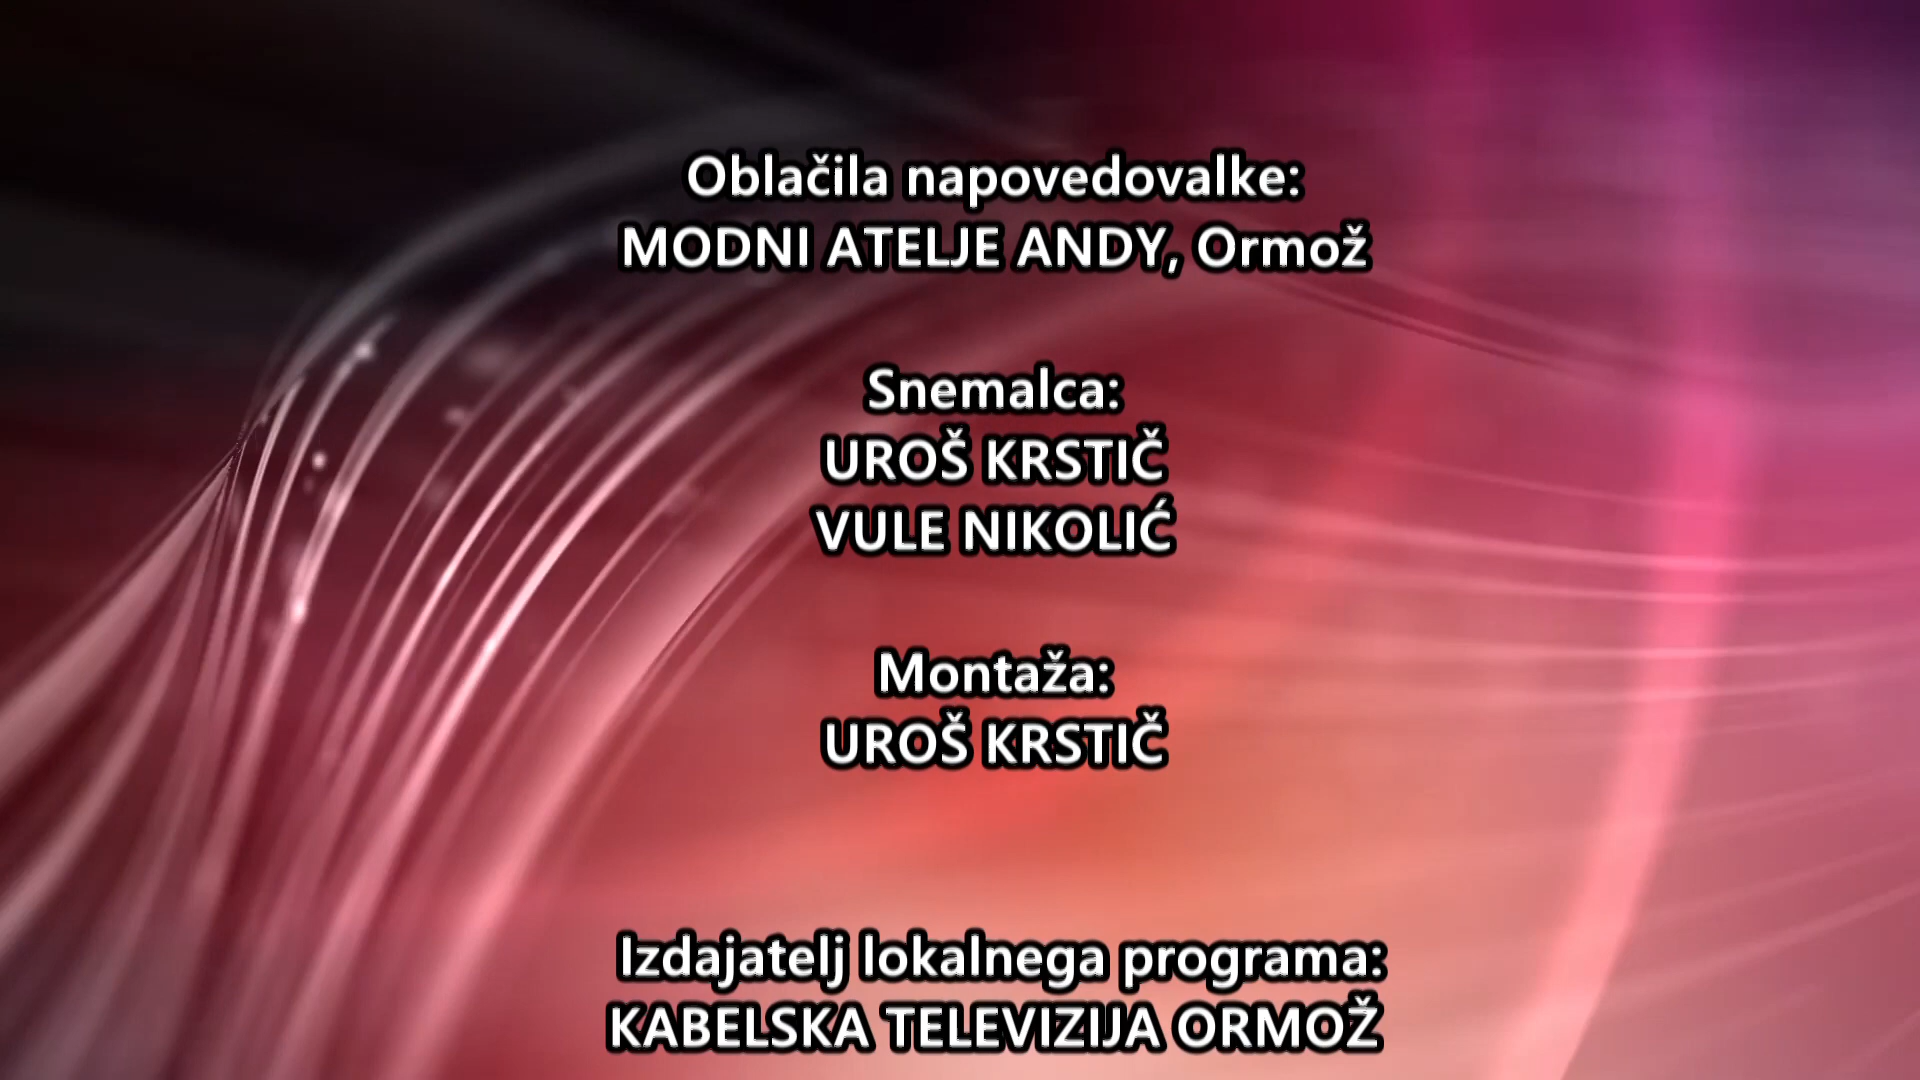 Oblačila napovedovalke:
MODNI ATELJE ANDY, Ormož
Snemalca:
UROŠ KRSTIČ
VULE NIKOLIĆ
Montaža:
UROŠ KRSTIČ
Izdajatelj lokalnega programa:
KABELSKA TELEVIZIJA ORMOŽ